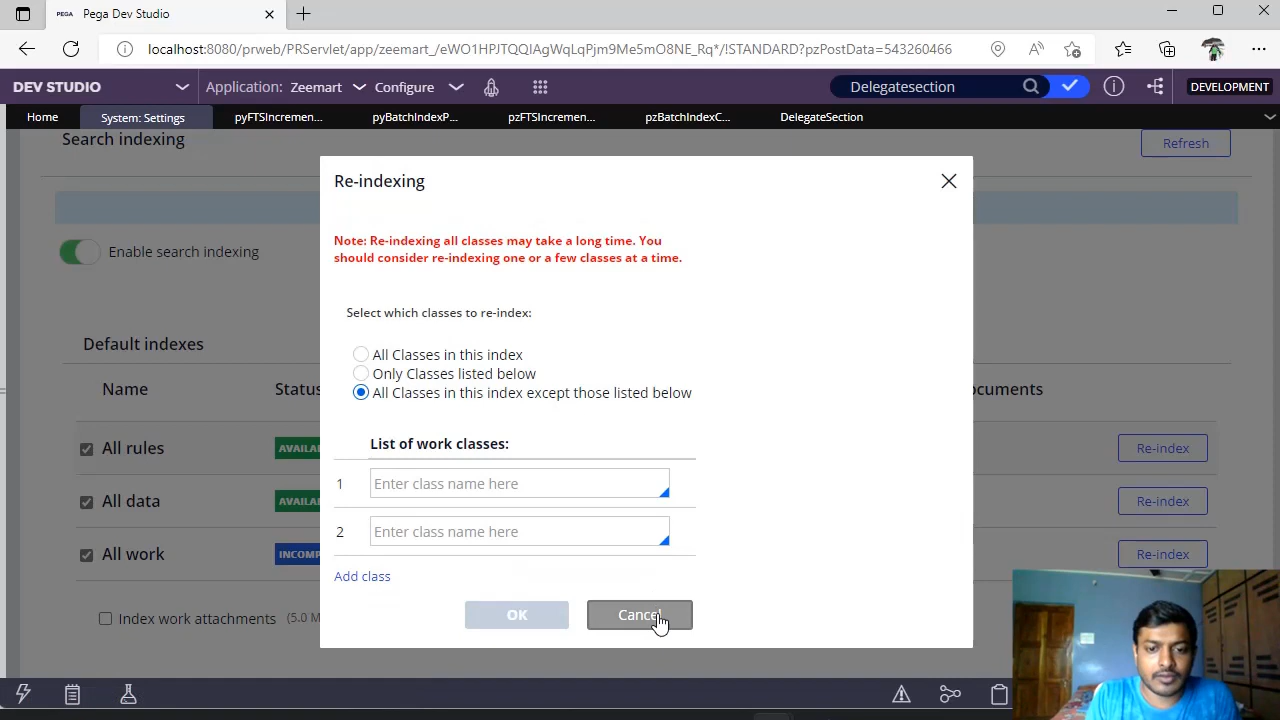 PEGA Pega Dev Studio
localhost:8080/prweb/PRServlet/app/zeemart_/eWO1HPJTQQIAgWqLqPjm9Me5mO8NE_Rq*/!STANDARD?pzPostData=543260466
DEV STUDIO Application: Zeemart Configure Delegatesection DEVELOPMENT
Home System: Settings pyFTSIncremen... pyBatchIndexP... pzFTSIncremen... pzBatchIndexC... DelegateSection
Search indexing Refresh
Re-indexing
Note: Re-indexing all classes may take a long time. You
should consider re-indexing one or a few classes at a time.
Enable search indexing
Select which classes to re-index:
Default indexes
All Classes in this index
Only Classes listed below
All Classes in this index except those listed below
Name Status
List of work classes:
All rules Re-index
1 Enter class name here
All data Re-index
2 Enter class name here
All work Re-index
Add class
Index work attachments (5.0 M
OK Cancel